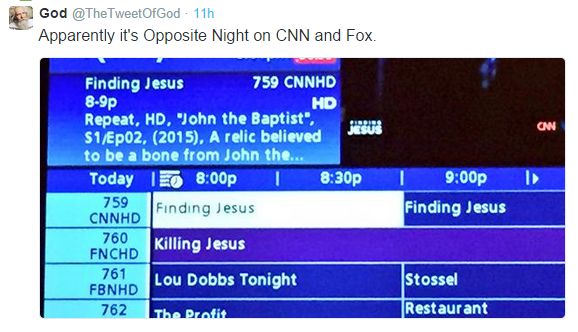 God @TheTweetOfGod · 11h
Apparently it's Opposite Night on CNN and Fox.
Finding Jesus 759 CNNHD
8-9p HD
Repeat, HD, "John the Baptist",
S1/Ep02, (2015), A relic believed
to be a bone from John the...
FINDING
JESUS
CNN
Today 8:00p 8:30p 9:00p
759
CNNHD
Finding Jesus
Finding Jesus
760
FNCHD
Killing Jesus
761
FBNHD
Lou Dobbs Tonight
Stossel
762
The Profit
Restaurant